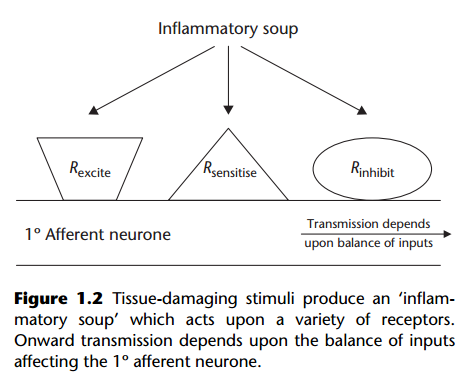 Inflammatory soup
Rexcite
Rsensitise
Rinhibit
1º Afferent neurone
Transmission depends
upon balance of inputs
Figure 1.2 Tissue-damaging stimuli produce an ‘inflam-
matory soup’ which acts upon a variety of receptors.
Onward transmission depends upon the balance of inputs
affecting the 1º afferent neurone.